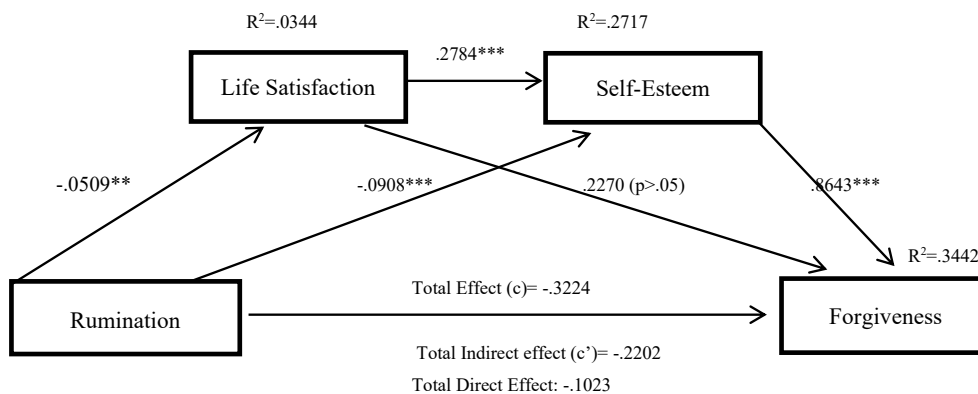 R²=.0344
R²=.2717
.2784***
Life Satisfaction
Self-Esteem
-.0509**
-.0908***
.2270 (p>.05)
.8643***
R²=.3442
Total Effect (c)= -.3224
Rumination
Forgiveness
Total Indirect effect (c’)= -.2202
Total Direct Effect: -.1023